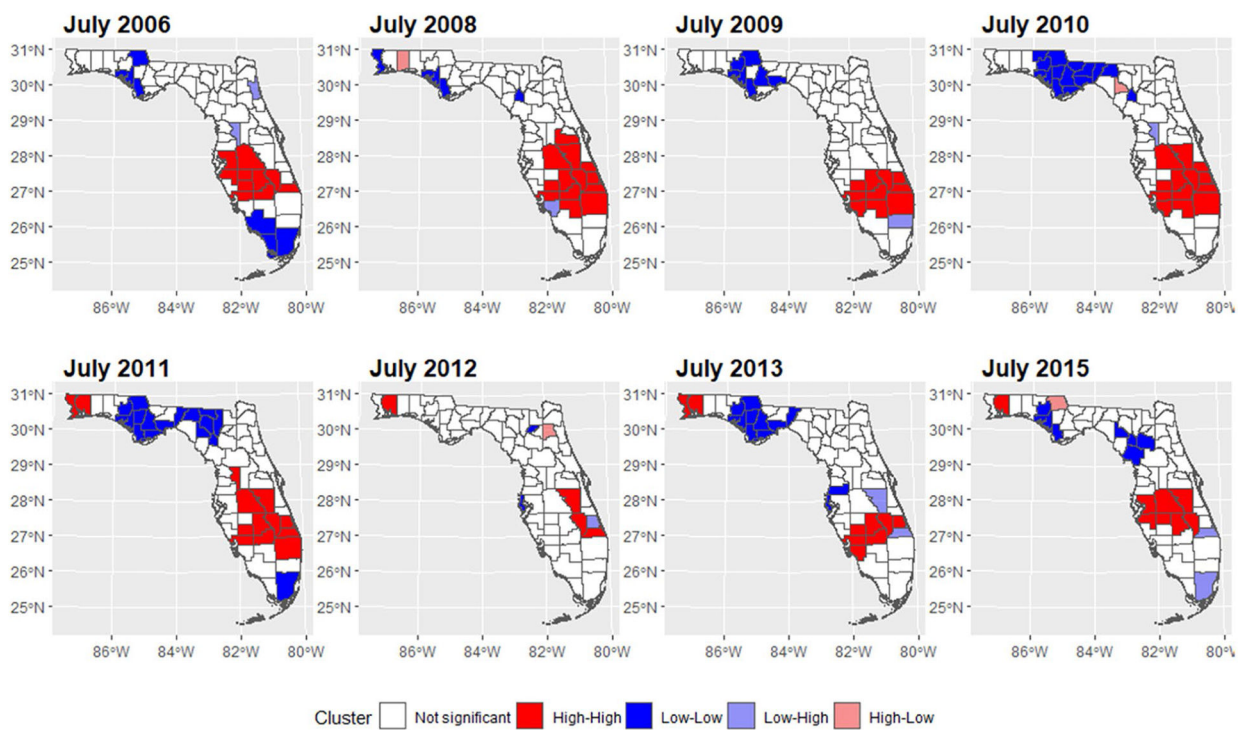 July 2006 July 2008 July 2009 July 2010
31°N 31°N 31°N 31°N
30°N 30°N 30°N 30°N
29°N 29°N 29°N 29°N
28°N 28°N 28°N 28°N
27°N 27°N 27°N 27°N
26°N 26°N 26°N 26°N
25°N 25°N 25°N 25°N
86°W 84°W 82°W 80°W 86°W 84°W 82°W 80°W 86°W 84°W 82°W 80°W 86°W 84°W 82°W 80°W
July 2011 July 2012 July 2013 July 2015
31°N 31°N 31°N 31°N
30°N 30°N 30°N 30°N
29°N 29°N 29°N 29°N
28°N 28°N 28°N 28°N
27°N 27°N 27°N 27°N
26°N 26°N 26°N 26°N
25°N 25°N 25°N 25°N
86°W 84°W 82°W 80°W 86°W 84°W 82°W 80°W 86°W 84°W 82°W 80°W 86°W 84°W 82°W 80°W
Cluster Not significant High-High Low-Low Low-High High-Low